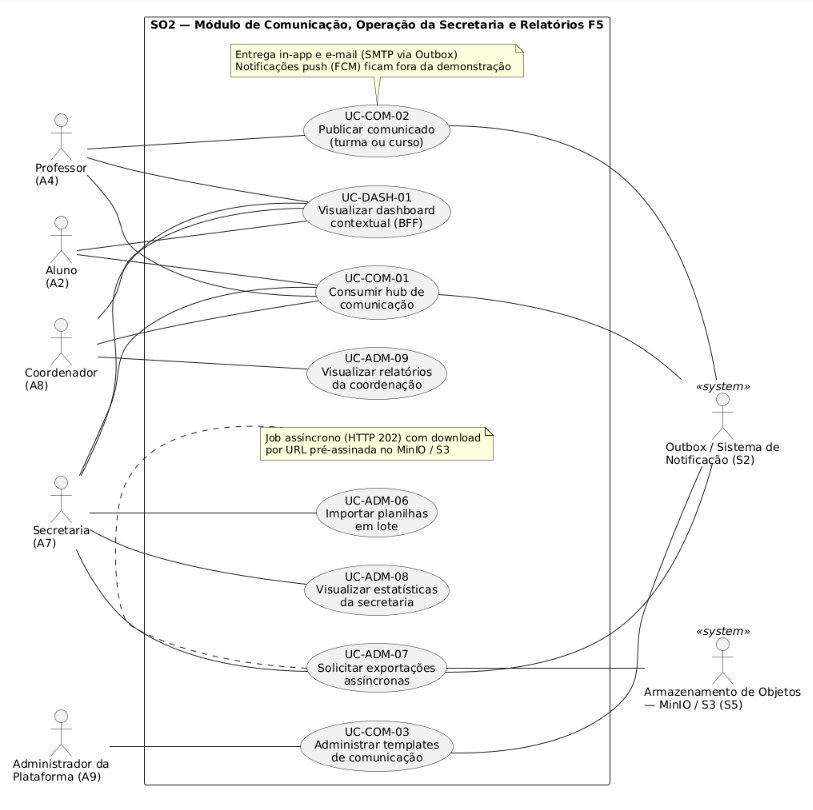 SO2 — Módulo de Comunicação, Operação da Secretaria e Relatórios F5
Entrega in-app e e-mail (SMTP via Outbox)
Notificações push (FCM) ficam fora da demonstração
UC-COM-02
Publicar comunicado
(turma ou curso)
Professor
(A4)
UC-DASH-01
Visualizar dashboard
contextual (BFF)
Aluno
(A2)
UC-COM-01
Consumir hub de
comunicação
Coordenador
(A8)
UC-ADM-09
Visualizar relatórios
da coordenação
«system»
Outbox / Sistema de
Notificação (S2)
Job assíncrono (HTTP 202) com download
por URL pré-assinada no MinIO / S3
Secretaria
(A7)
UC-ADM-06
Importar planilhas
em lote
UC-ADM-08
Visualizar estatísticas
da secretaria
UC-ADM-07
Solicitar exportações
assíncronas
«system»
Armazenamento de Objetos
— MinIO / S3 (S5)
UC-COM-03
Administrar templates
de comunicação
Administrador da
Plataforma (A9)